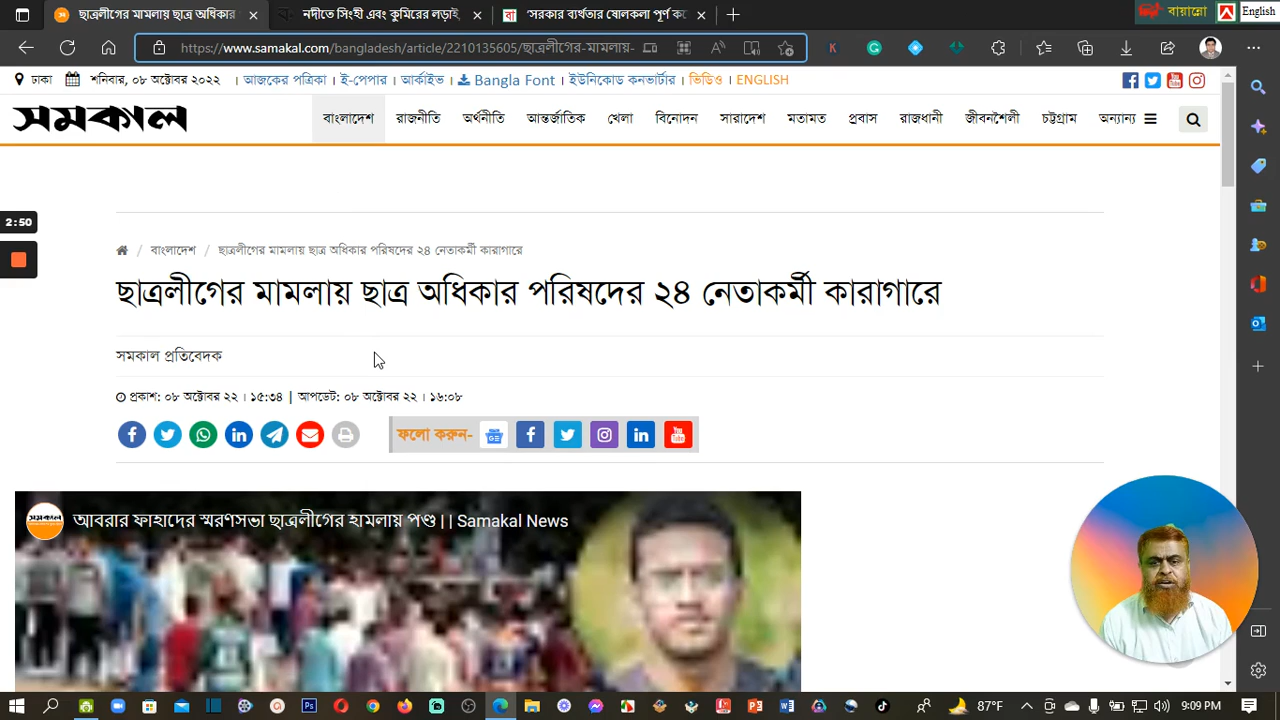 ছাত্রলীগের মামলায় ছাত্র অধিকার
নদীতে সিংহী এবং কুমিরের লড়াই
বা 'সরকার ব্যর্থতার ষোলকলা পূর্ণ ক
বায়ান্নো
English
https://www.samakal.com/bangladesh/article/2210135605/ছাত্রলীগের-মামলায়-
ঢাকা শনিবার, ০৮ অক্টোবর ২০২২ | আজকের পত্রিকা | ই-পেপার | আর্কাইভ | Bangla Font | ইউনিকোড কনভার্টার | ভিডিও | ENGLISH
সমকাল
বাংলাদেশ রাজনীতি অর্থনীতি আন্তর্জাতিক খেলা বিনোদন সারাদেশ মতামত প্রবাস রাজধানী জীবনশৈলী চট্টগ্রাম অন্যান্য
2:50
/ বাংলাদেশ / ছাত্রলীগের মামলায় ছাত্র অধিকার পরিষদের ২৪ নেতাকর্মী কারাগারে
ছাত্রলীগের মামলায় ছাত্র অধিকার পরিষদের ২৪ নেতাকর্মী কারাগারে
সমকাল প্রতিবেদক
প্রকাশ: ০৮ অক্টোবর ২২ । ১৫:৩৪ | আপডেট: ০৮ অক্টোবর ২২ । ১৬:০৮
ফলো করুন-
সমকাল
আবরার ফাহাদের স্মরণসভা ছাত্রলীগের হামলায় পণ্ড | | Samakal News
87°F
9:09 PM